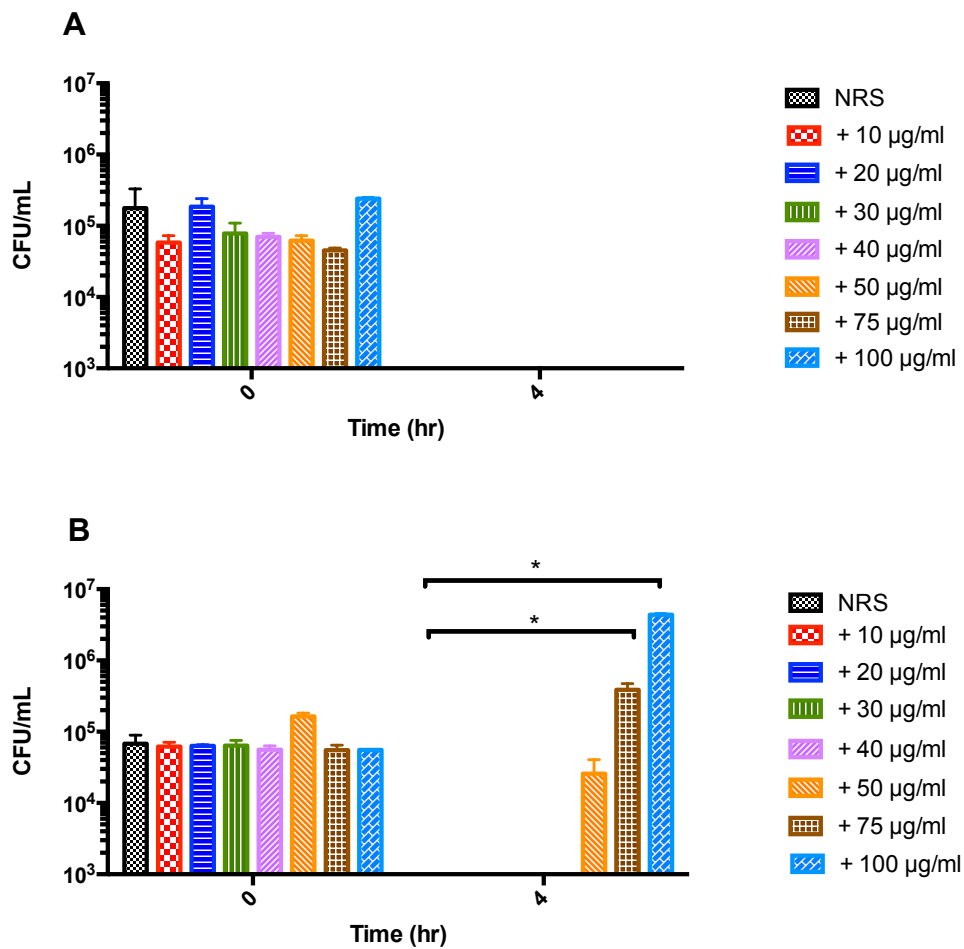 A
CFU/mL
10⁷
10⁶
10⁵
10⁴
10³
0
4
Time (hr)
NRS
+ 10 µg/ml
+ 20 µg/ml
+ 30 µg/ml
+ 40 µg/ml
+ 50 µg/ml
+ 75 µg/ml
+ 100 µg/ml
B
CFU/mL
10⁷
10⁶
10⁵
10⁴
10³
*
*
0
4
Time (hr)
NRS
+ 10 µg/ml
+ 20 µg/ml
+ 30 µg/ml
+ 40 µg/ml
+ 50 µg/ml
+ 75 µg/ml
+ 100 µg/ml